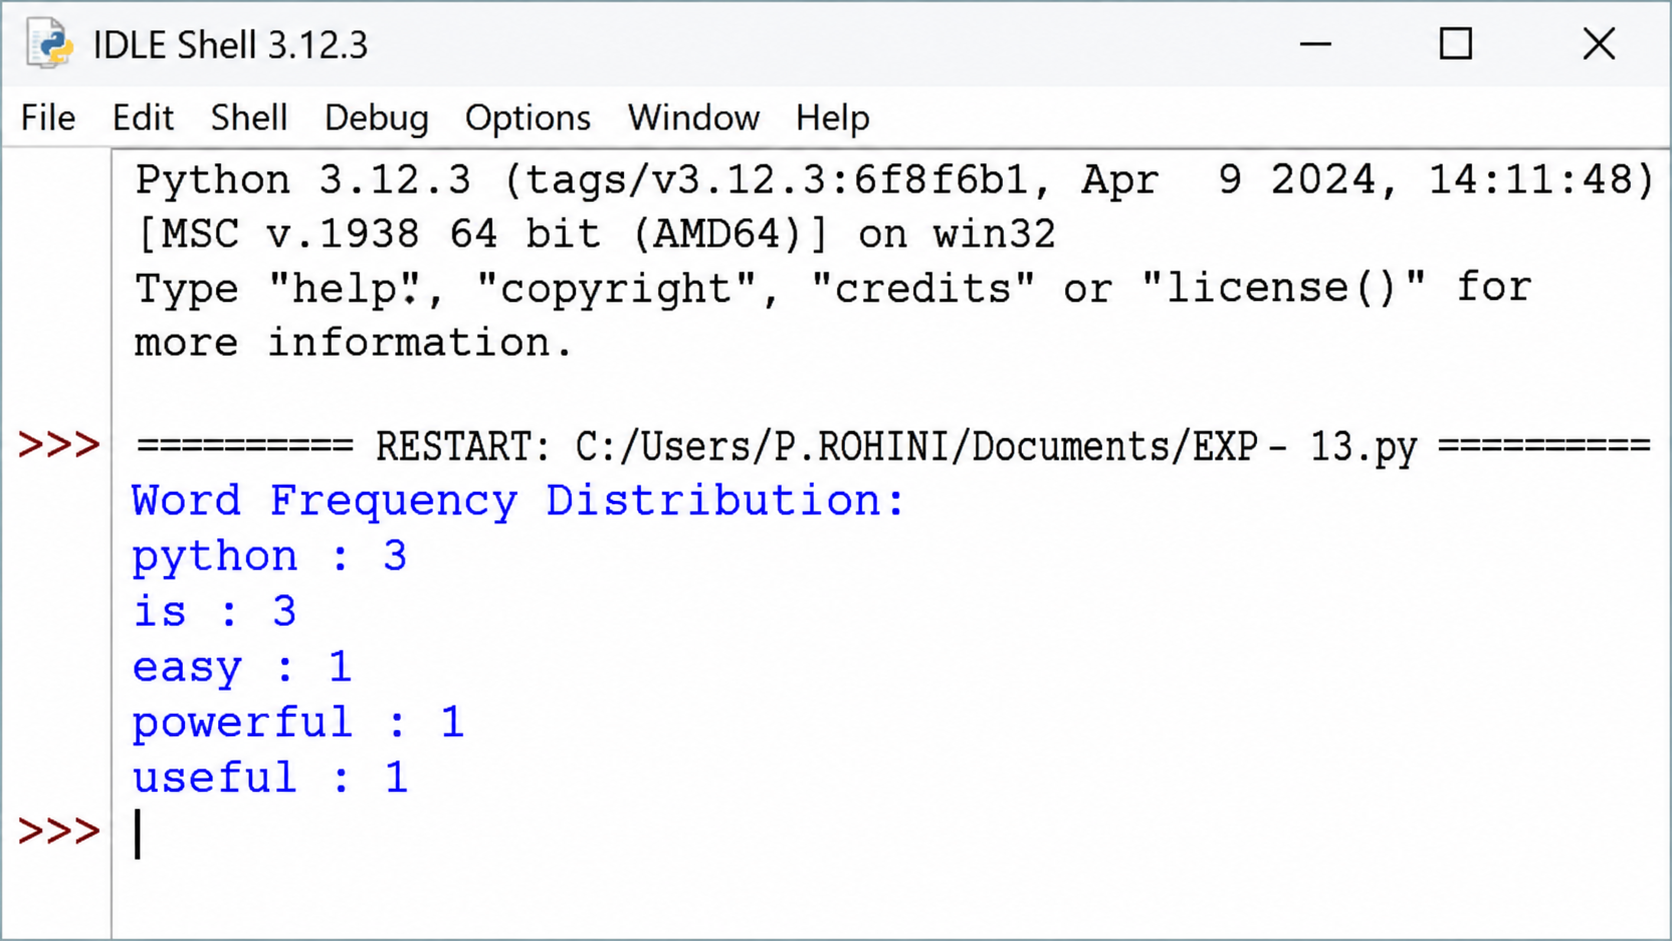 IDLE Shell 3.12.3
File Edit Shell Debug Options Window Help
Python 3.12.3 (tags/v3.12.3:6f8f6b1, Apr  9 2024, 14:11:48)
[MSC v.1938 64 bit (AMD64)] on win32
Type "help", "copyright", "credits" or "license()" for
more information.
>>> ========== RESTART: C:/Users/P.ROHINI/Documents/EXP - 13.py ==========
Word Frequency Distribution:
python : 3
is : 3
easy : 1
powerful : 1
useful : 1
>>>